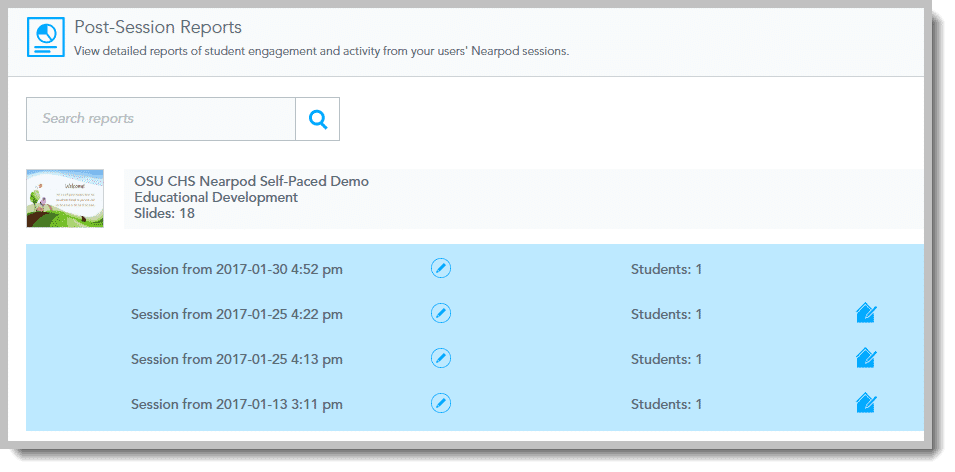 Post-Session Reports
View detailed reports of student engagement and activity from your users' Nearpod sessions.
Search reports
Welcome!
OSU CHS Nearpod Self-Paced Demo
Educational Development
Slides: 18
Session from 2017-01-30 4:52 pm Students: 1
Session from 2017-01-25 4:22 pm Students: 1
Session from 2017-01-25 4:13 pm Students: 1
Session from 2017-01-13 3:11 pm Students: 1